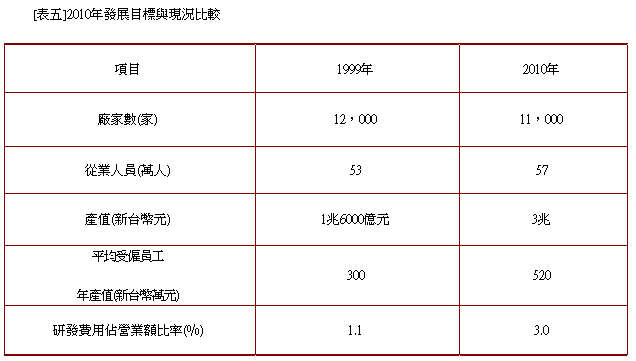 [表五]2010年發展目標與現況比較
項目 1999年 2010年
廠家數(家) 12，000 11，000
從業人員(萬人) 53 57
產值(新台幣元) 1兆6000億元 3兆
平均受僱員工
年產值(新台幣萬元) 300 520
研發費用佔營業額比率(%) 1.1 3.0